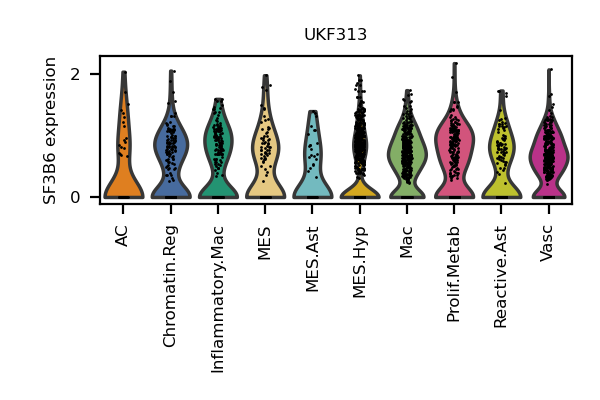 UKF313
SF3B6 expression
2
0
AC
Chromatin.Reg
Inflammatory.Mac
MES
MES.Ast
MES.Hyp
Mac
Prolif.Metab
Reactive.Ast
Vasc